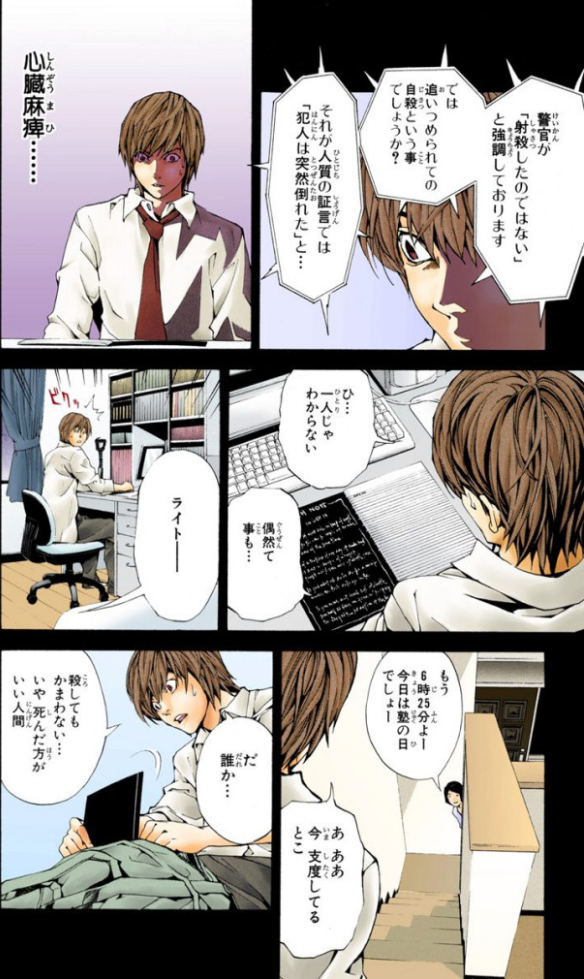 警官が
「射殺したのではない」
と強調しております
では
追いつめられての
自殺という事
でしょうか?
それが人質の証言では
「犯人は突然倒れた」と…
心臓麻痺……
ひ…
一人じゃ
わからない
偶然て
事も…
ビクッ
ライト――
もう
6時25分よー
今日は塾の日
でしょー
あ ああ
今 支度してる
とこ
だ
誰か…
殺しても
かまわない…
いや 死んだ方が
いい人間